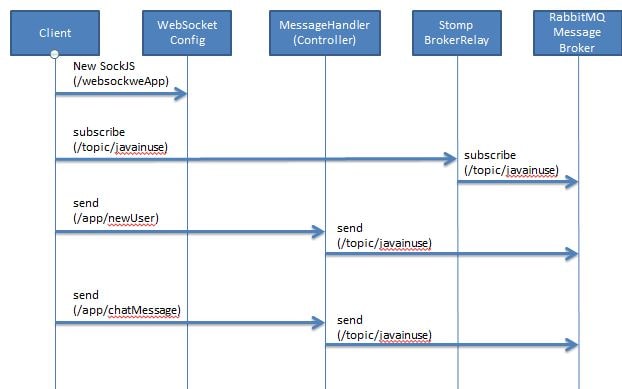 Client
WebSocket
Config
MessageHandler
(Controller)
Stomp
BrokerRelay
RabbitMQ
Message
Broker
New SockJS
(/websockweApp)
subscribe
(/topic/javainuse)
subscribe
(/topic/javainuse)
send
(/app/newUser)
send
(/topic/javainuse)
send
(/app/chatMessage)
send
(/topic/javainuse)